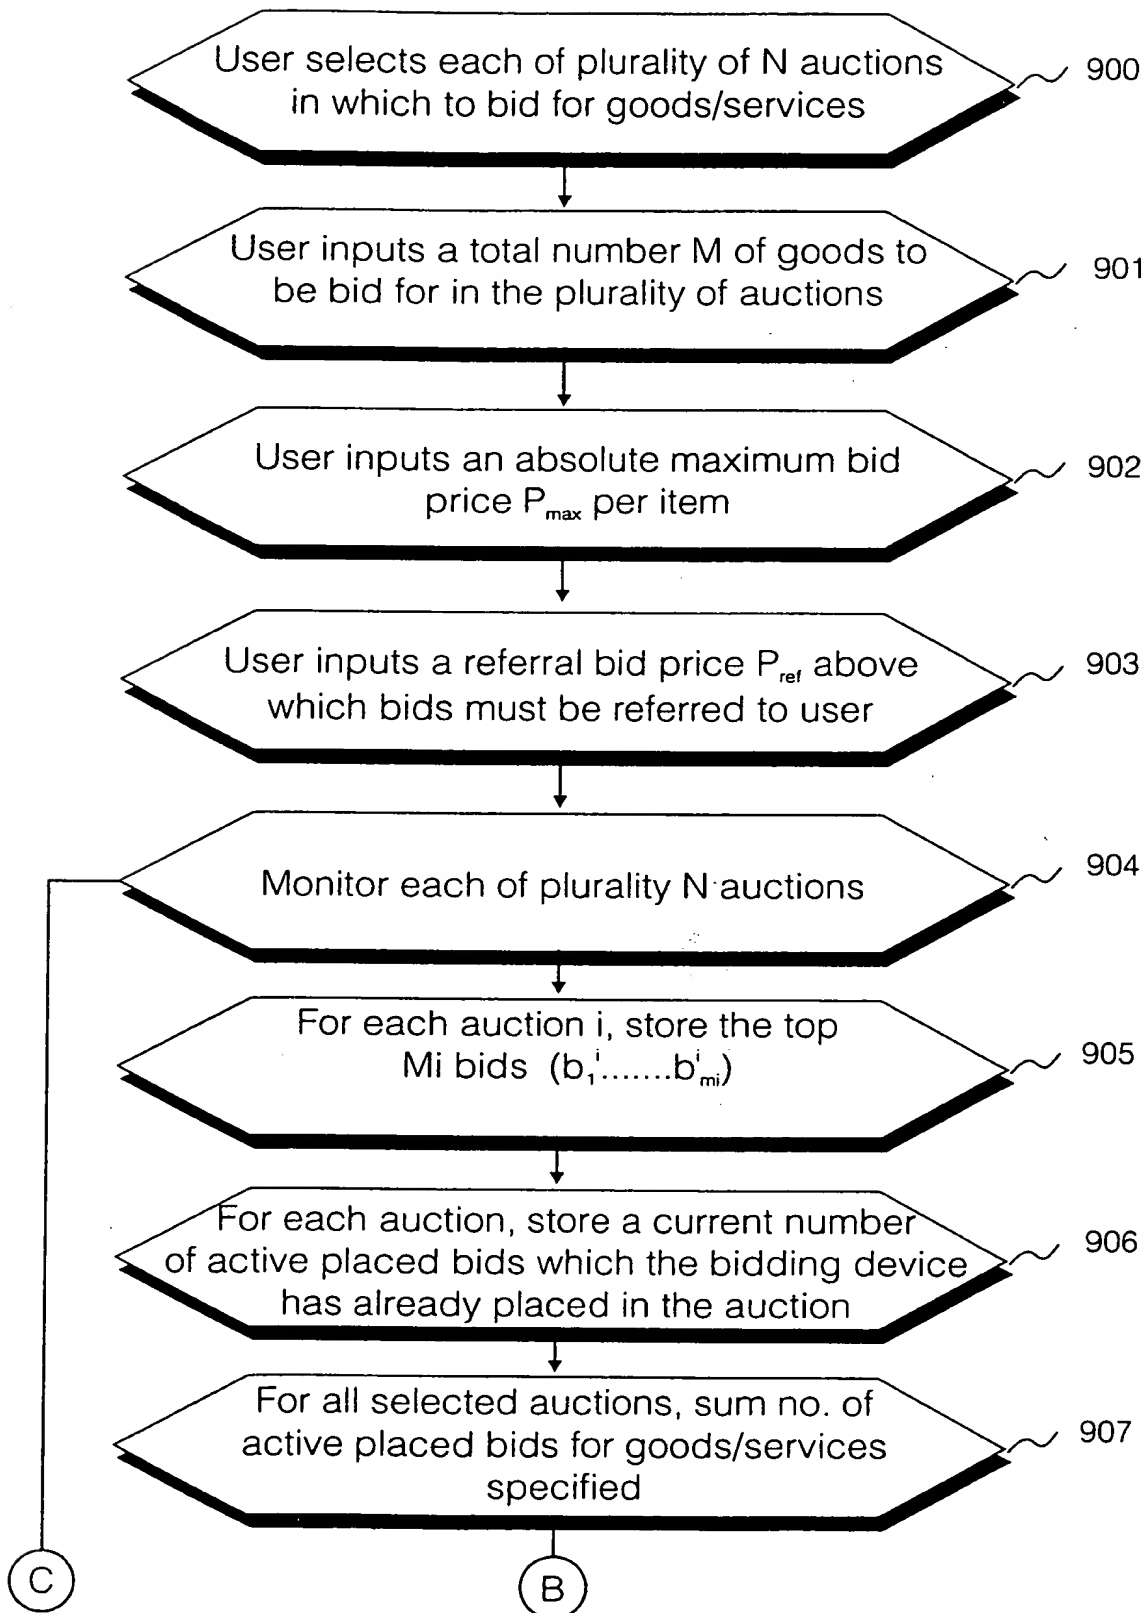 User selects each of plurality of N auctions
in which to bid for goods/services
900
User inputs a total number M of goods to
be bid for in the plurality of auctions
901
User inputs an absolute maximum bid
price Pmax per item
902
User inputs a referral bid price Pref above
which bids must be referred to user
903
Monitor each of plurality N auctions
904
For each auction i, store the top
Mi bids (b₁ⁱ.......bⁱmi)
905
For each auction, store a current number
of active placed bids which the bidding device
has already placed in the auction
906
For all selected auctions, sum no. of
active placed bids for goods/services
specified
907
C
B